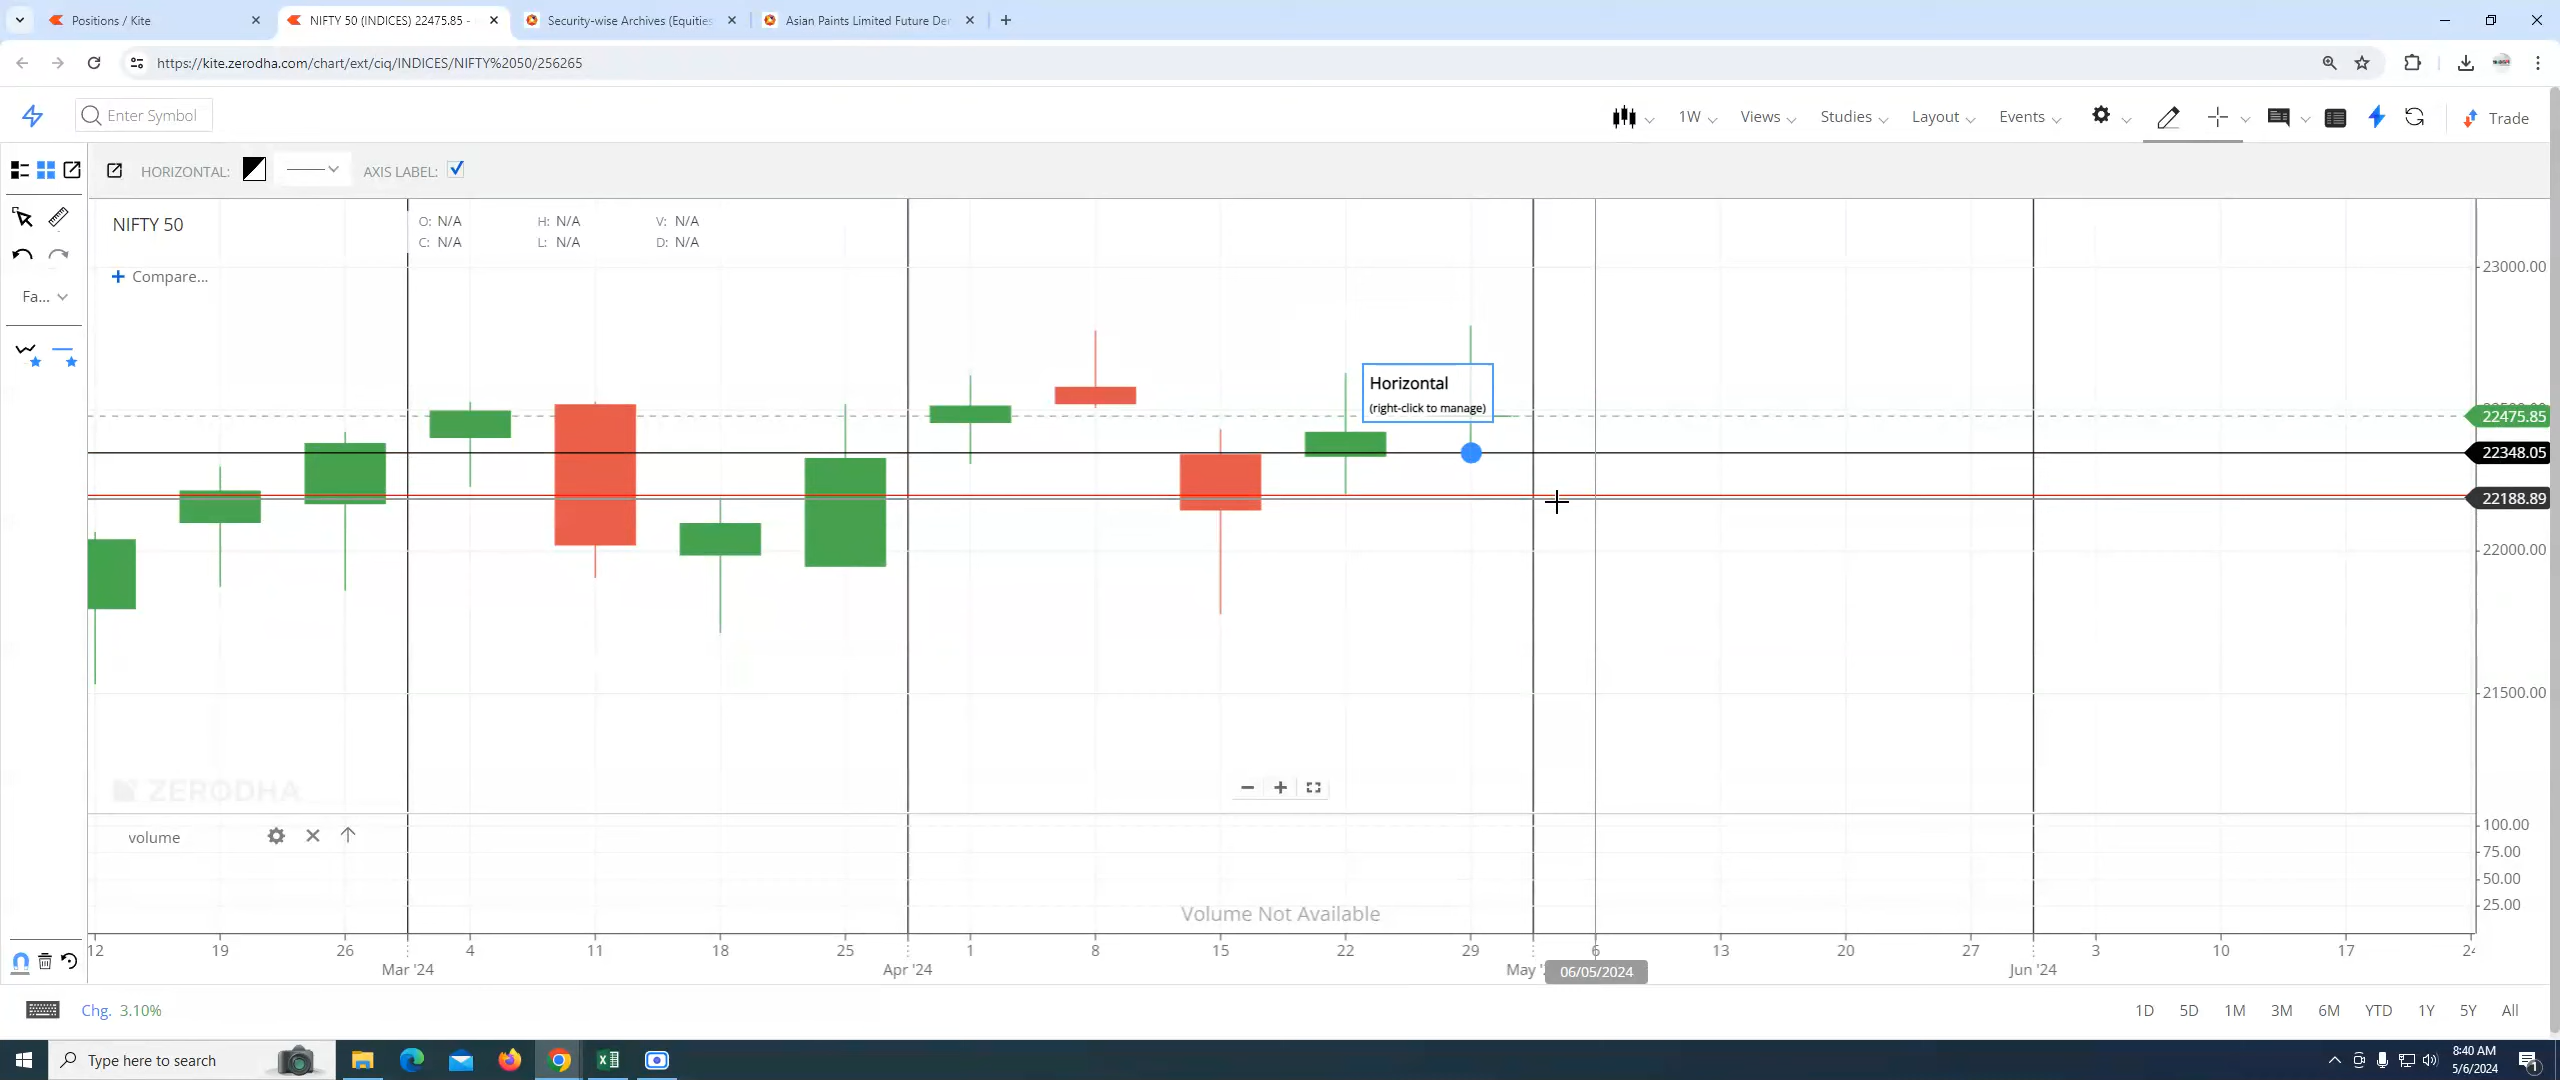 Positions / Kite
NIFTY 50 (INDICES) 22475.85 -
Security-wise Archives (Equities
Asian Paints Limited Future Der
https://kite.zerodha.com/chart/ext/ciq/INDICES/NIFTY%2050/256265
Enter Symbol
1W
Views
Studies
Layout
Events
Trade
HORIZONTAL:
AXIS LABEL:
NIFTY 50
O: N/A H: N/A V: N/A
C: N/A L: N/A D: N/A
Compare...
Fa...
Horizontal
(right-click to manage)
23000.00
22475.85
22348.05
22188.89
22000.00
21500.00
ZERODHA
volume
100.00
75.00
50.00
25.00
Volume Not Available
12 19 26 4 11 18 25 1 8 15 22 29 6 13 20 27 3 10 17 24
Mar '24 Apr '24 May 06/05/2024 Jun '24
Chg. 3.10%
1D 5D 1M 3M 6M YTD 1Y 5Y All
Type here to search
8:40 AM
5/6/2024
1